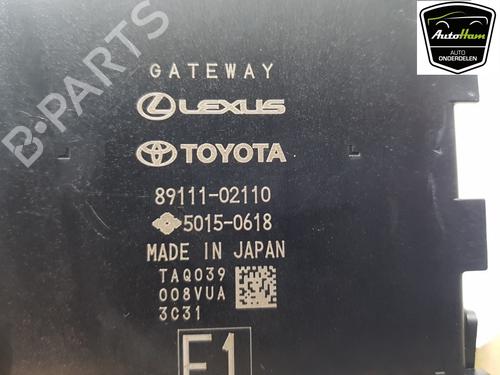 GATEWAY
LEXUS
TOYOTA
89111-02110
5015-0618
MADE IN JAPAN
TAQ039
008VUA
3C31
E1
B-PARTS
AutoHam
AUTO
ONDERDELEN